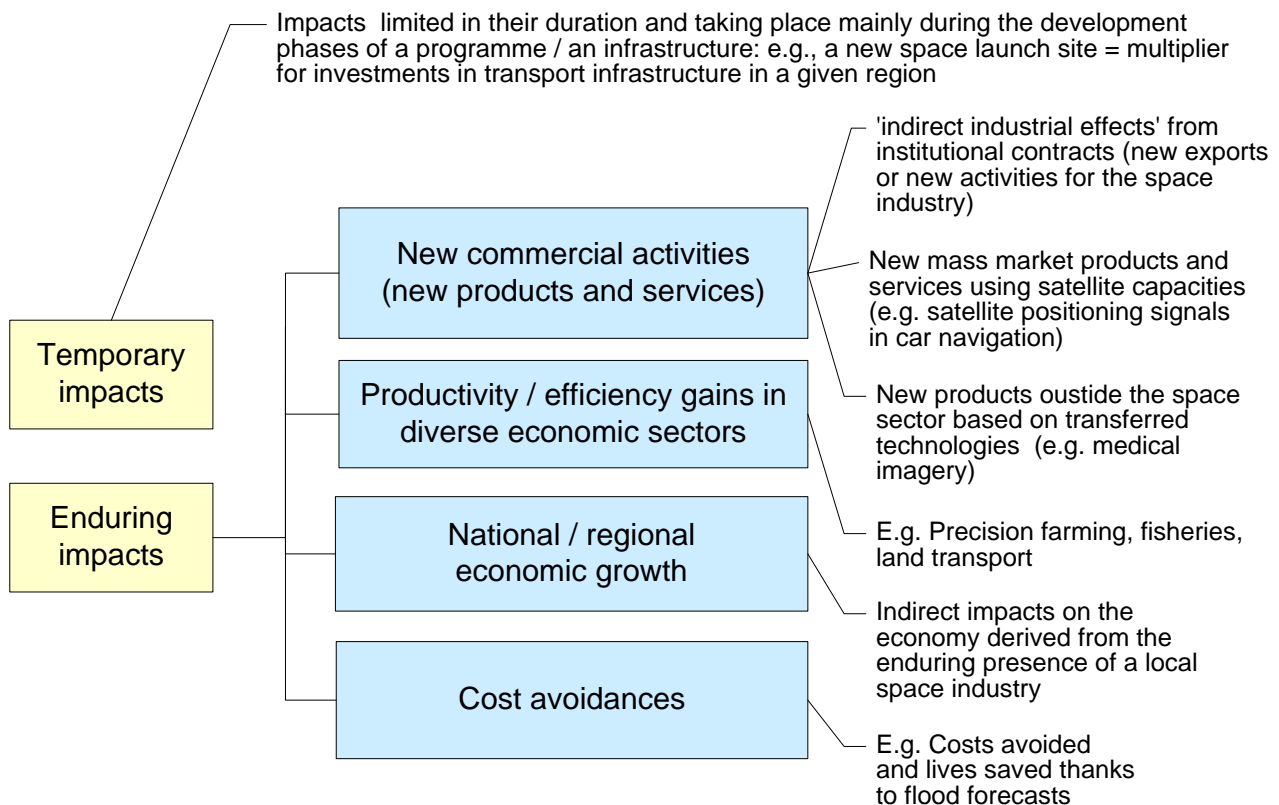 Impacts  limited in their duration and taking place mainly during the development
phases of a programme / an infrastructure: e.g., a new space launch site = multiplier
for investments in transport infrastructure in a given region
Temporary
impacts
Enduring
impacts
New commercial activities
(new products and services)
'indirect industrial effects' from
institutional contracts (new exports
or new activities for the space
industry)
New mass market products and
services using satellite capacities
(e.g. satellite positioning signals
in car navigation)
New products oustide the space
sector based on transferred
technologies  (e.g. medical
imagery)
Productivity / efficiency gains in
diverse economic sectors
E.g. Precision farming, fisheries,
land transport
National / regional
economic growth
Indirect impacts on the
economy derived from the
enduring presence of a local
space industry
Cost avoidances
E.g. Costs avoided
and lives saved thanks
to flood forecasts